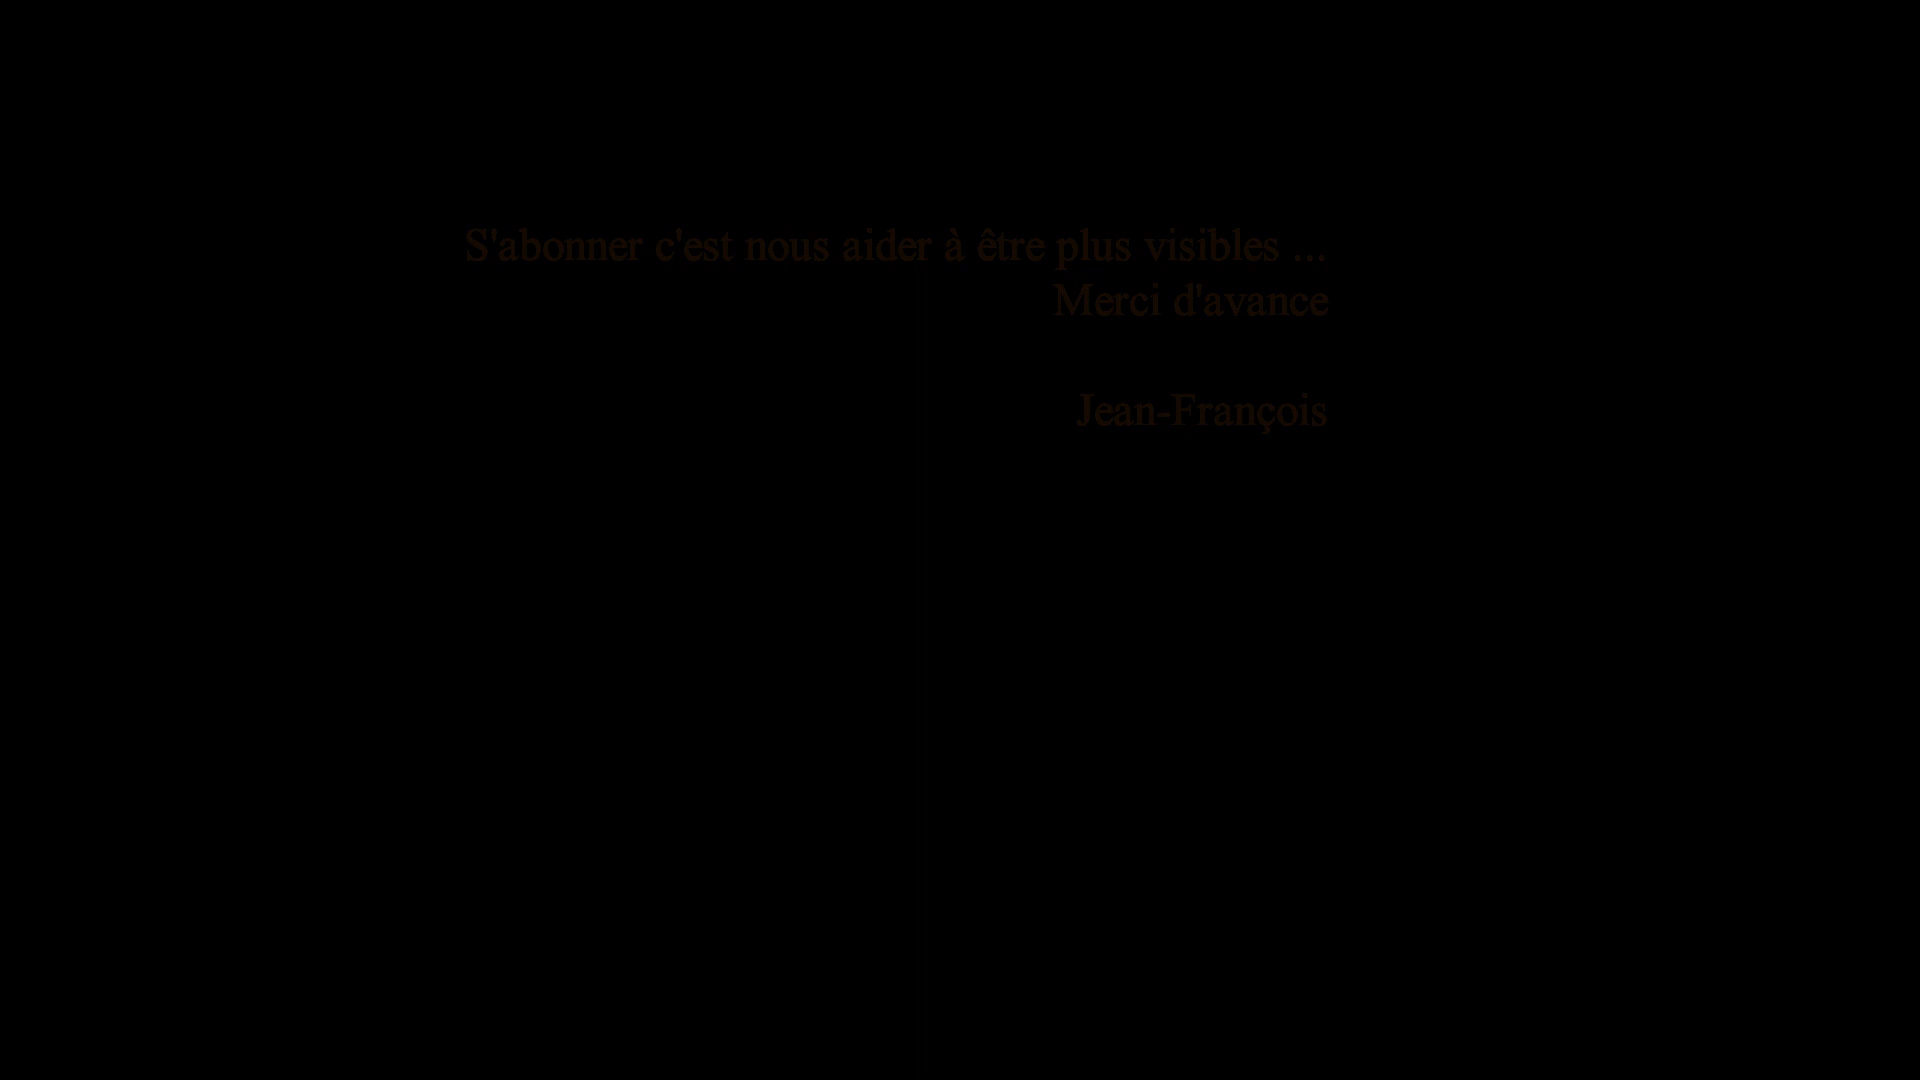 S'abonner c'est nous aider à être plus visibles ...
Merci d'avance
Jean-François